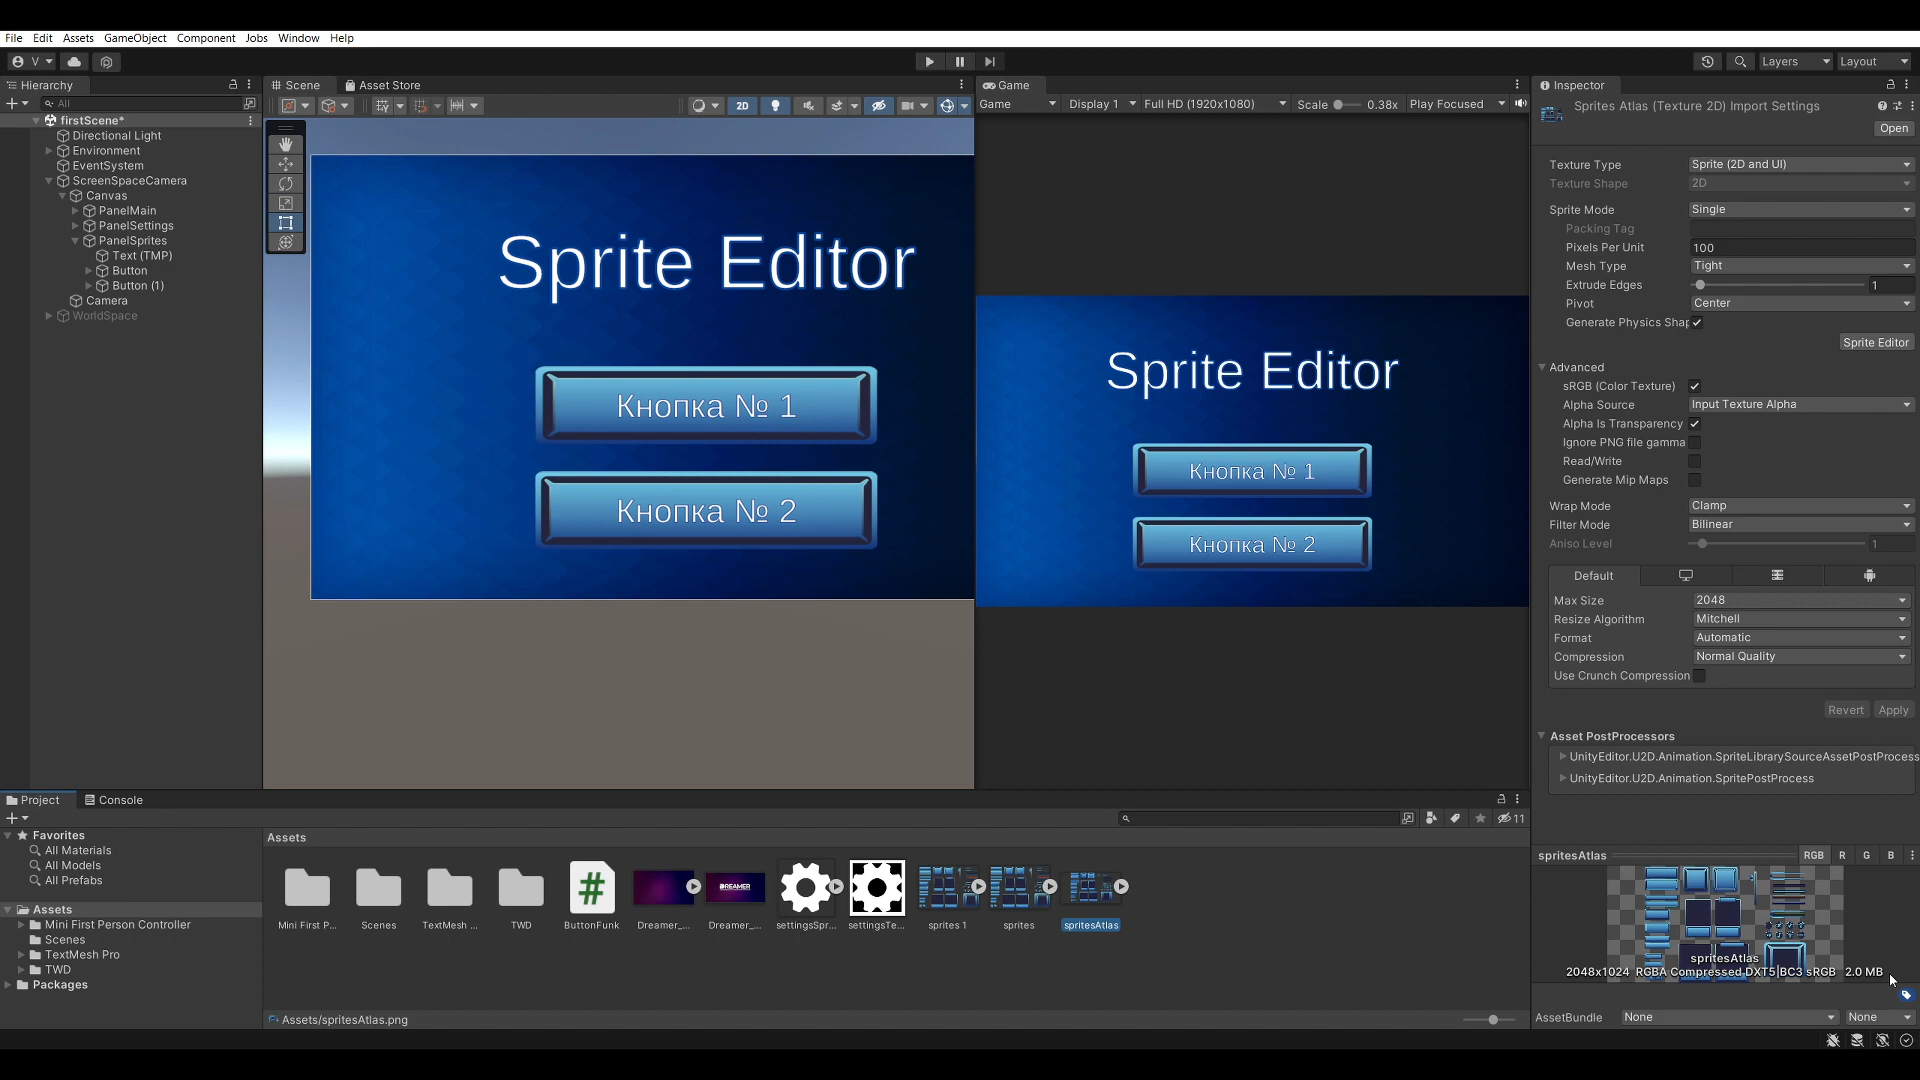 File Edit Assets GameObject Component Jobs Window Help
V Layers Layout
Hierarchy
All
firstScene*
Directional Light
Environment
EventSystem
ScreenSpaceCamera
Canvas
PanelMain
PanelSettings
PanelSprites
Text (TMP)
Button
Button (1)
Camera
WorldSpace
Scene Asset Store
2D
Sprite Editor
Кнопка № 1
Кнопка № 2
Game
Game Display 1 Full HD (1920x1080) Scale 0.38x Play Focused
Sprite Editor
Кнопка № 1
Кнопка № 2
Inspector
Sprites Atlas (Texture 2D) Import Settings
Open
Texture Type Sprite (2D and UI)
Texture Shape 2D
Sprite Mode Single
Packing Tag
Pixels Per Unit 100
Mesh Type Tight
Extrude Edges 1
Pivot Center
Generate Physics Shap
Sprite Editor
Advanced
sRGB (Color Texture)
Alpha Source Input Texture Alpha
Alpha Is Transparency
Ignore PNG file gamma
Read/Write
Generate Mip Maps
Wrap Mode Clamp
Filter Mode Bilinear
Aniso Level 1
Default
Max Size 2048
Resize Algorithm Mitchell
Format Automatic
Compression Normal Quality
Use Crunch Compression
Revert Apply
Asset PostProcessors
UnityEditor.U2D.Animation.SpriteLibrarySourceAssetPostProcess
UnityEditor.U2D.Animation.SpritePostProcess
spritesAtlas RGB R G B
spritesAtlas
2048x1024 RGBA Compressed DXT5|BC3 sRGB 2.0 MB
AssetBundle None None
Project Console
11
Favorites
All Materials
All Models
All Prefabs
Assets
Mini First Person Controller
Scenes
TextMesh Pro
TWD
Packages
Assets
DREAMER
Mini First P... Scenes TextMesh ... TWD ButtonFunk Dreamer_... Dreamer_... settingsSpr... settingsTe... sprites 1 sprites spritesAtlas
Assets/spritesAtlas.png